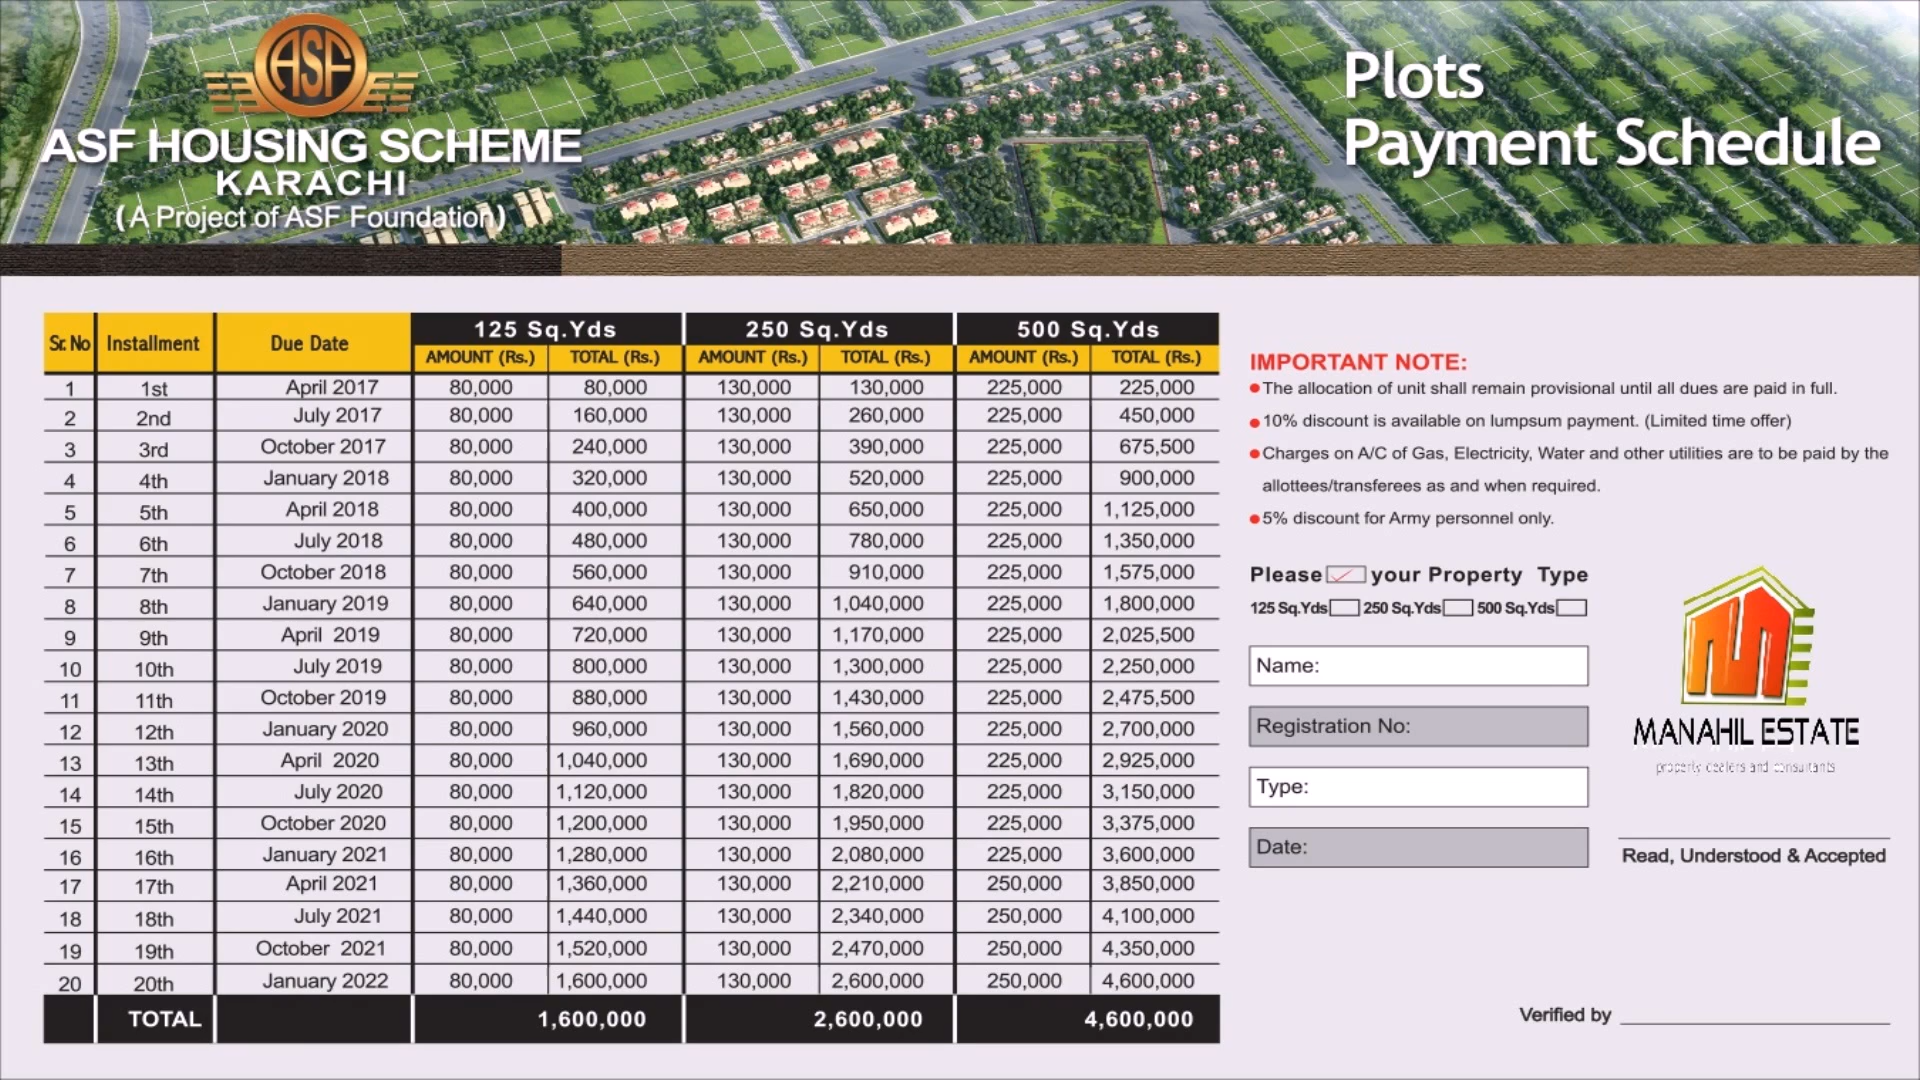 ASF
ASF HOUSING SCHEME
KARACHI
(A Project of ASF Foundation)
Plots
Payment Schedule
Sr. No Installment Due Date 125 Sq.Yds 250 Sq.Yds 500 Sq.Yds
AMOUNT (Rs.) TOTAL (Rs.) AMOUNT (Rs.) TOTAL (Rs.) AMOUNT (Rs.) TOTAL (Rs.)
1 1st April 2017 80,000 80,000 130,000 130,000 225,000 225,000
2 2nd July 2017 80,000 160,000 130,000 260,000 225,000 450,000
3 3rd October 2017 80,000 240,000 130,000 390,000 225,000 675,500
4 4th January 2018 80,000 320,000 130,000 520,000 225,000 900,000
5 5th April 2018 80,000 400,000 130,000 650,000 225,000 1,125,000
6 6th July 2018 80,000 480,000 130,000 780,000 225,000 1,350,000
7 7th October 2018 80,000 560,000 130,000 910,000 225,000 1,575,000
8 8th January 2019 80,000 640,000 130,000 1,040,000 225,000 1,800,000
9 9th April 2019 80,000 720,000 130,000 1,170,000 225,000 2,025,500
10 10th July 2019 80,000 800,000 130,000 1,300,000 225,000 2,250,000
11 11th October 2019 80,000 880,000 130,000 1,430,000 225,000 2,475,500
12 12th January 2020 80,000 960,000 130,000 1,560,000 225,000 2,700,000
13 13th April 2020 80,000 1,040,000 130,000 1,690,000 225,000 2,925,000
14 14th July 2020 80,000 1,120,000 130,000 1,820,000 225,000 3,150,000
15 15th October 2020 80,000 1,200,000 130,000 1,950,000 225,000 3,375,000
16 16th January 2021 80,000 1,280,000 130,000 2,080,000 225,000 3,600,000
17 17th April 2021 80,000 1,360,000 130,000 2,210,000 250,000 3,850,000
18 18th July 2021 80,000 1,440,000 130,000 2,340,000 250,000 4,100,000
19 19th October 2021 80,000 1,520,000 130,000 2,470,000 250,000 4,350,000
20 20th January 2022 80,000 1,600,000 130,000 2,600,000 250,000 4,600,000
TOTAL 1,600,000 2,600,000 4,600,000
IMPORTANT NOTE:
The allocation of unit shall remain provisional until all dues are paid in full.
10% discount is available on lumpsum payment. (Limited time offer)
Charges on A/C of Gas, Electricity, Water and other utilities are to be paid by the
allottees/transferees as and when required.
5% discount for Army personnel only.
Please your Property Type
125 Sq.Yds 250 Sq.Yds 500 Sq.Yds
Name:
Registration No:
Type:
Date:
MANAHIL ESTATE
property dealers and consultants
Read, Understood & Accepted
Verified by